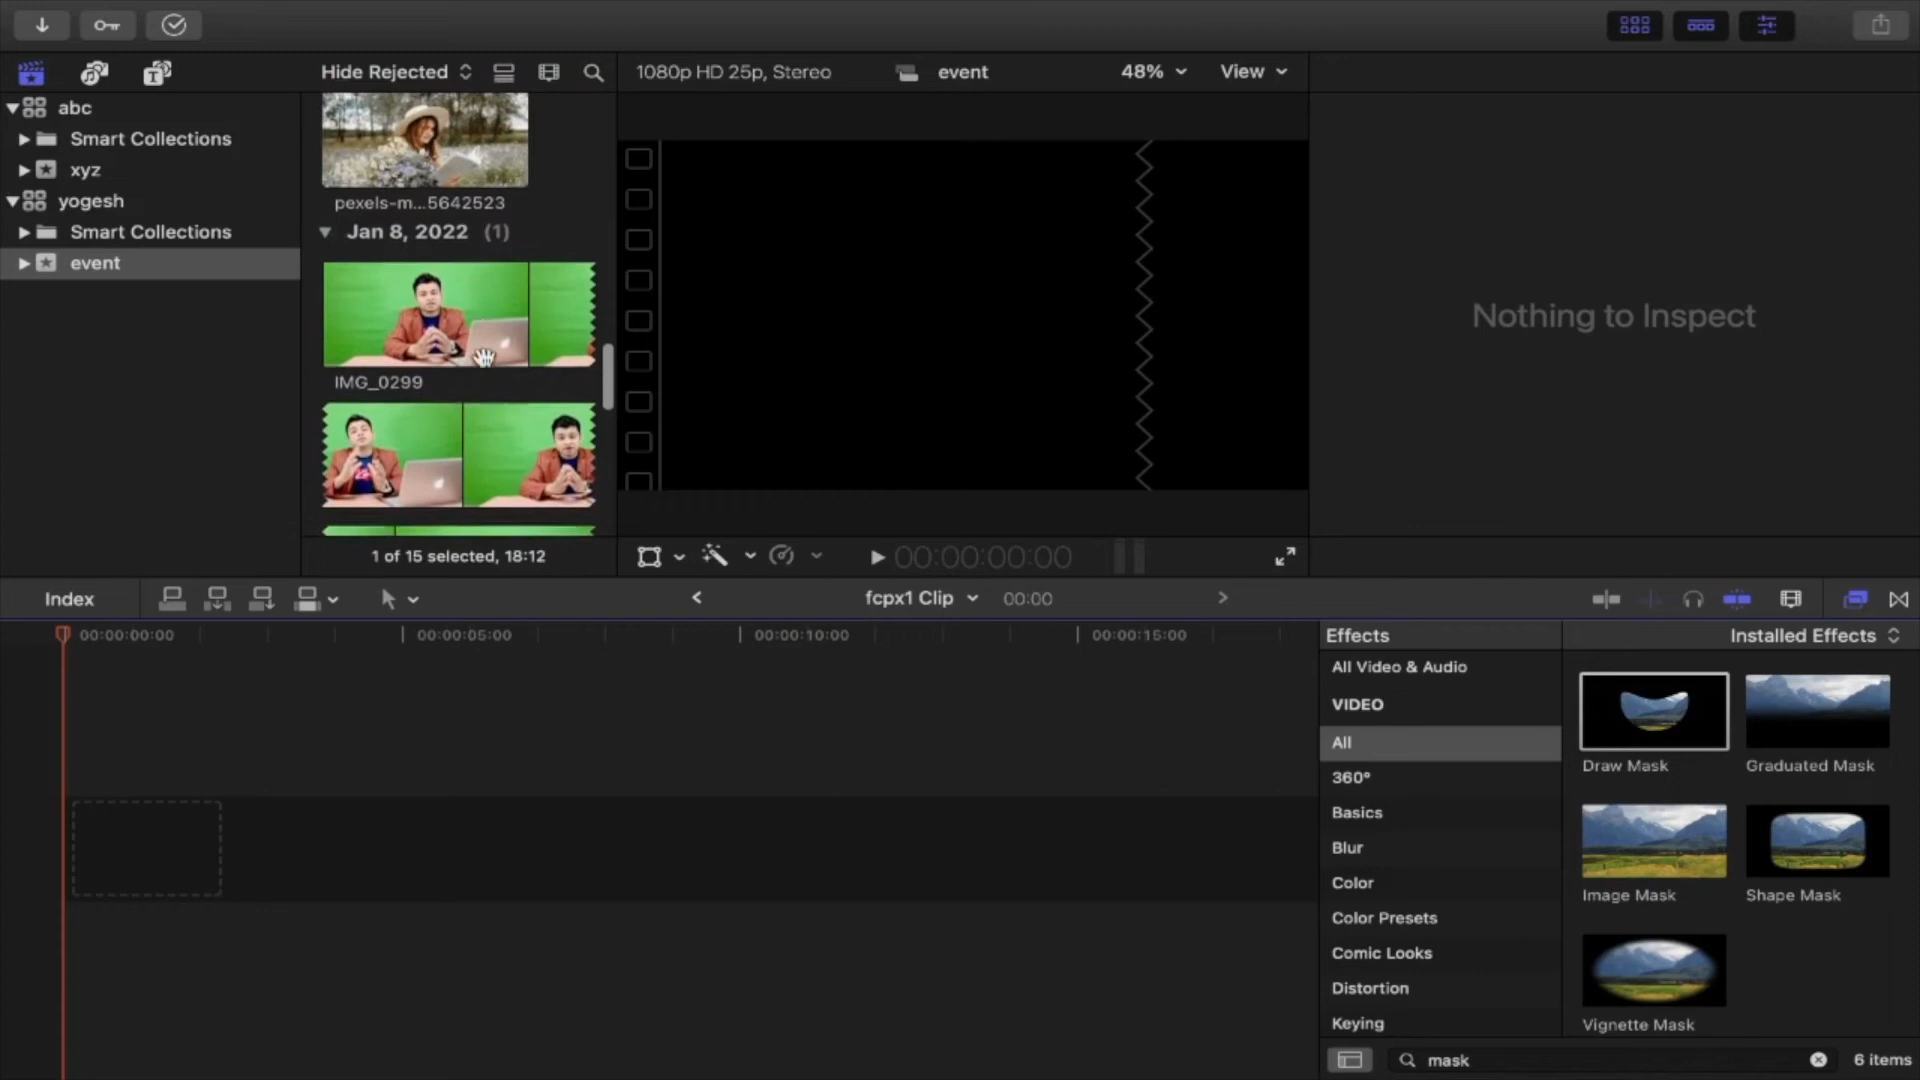 Hide Rejected
1080p HD 25p, Stereo
event
48%
View
abc
Smart Collections
xyz
yogesh
Smart Collections
event
pexels-m...5642523
Jan 8, 2022 (1)
IMG_0299
1 of 15 selected, 18:12
Nothing to Inspect
00:00:00:00
Index
fcpx1 Clip
00:00
00:00:00:00
00:00:05:00
00:00:10:00
00:00:15:00
Effects
Installed Effects
All Video & Audio
VIDEO
All
360°
Basics
Blur
Color
Color Presets
Comic Looks
Distortion
Keying
Draw Mask
Graduated Mask
Image Mask
Shape Mask
Vignette Mask
mask
6 items